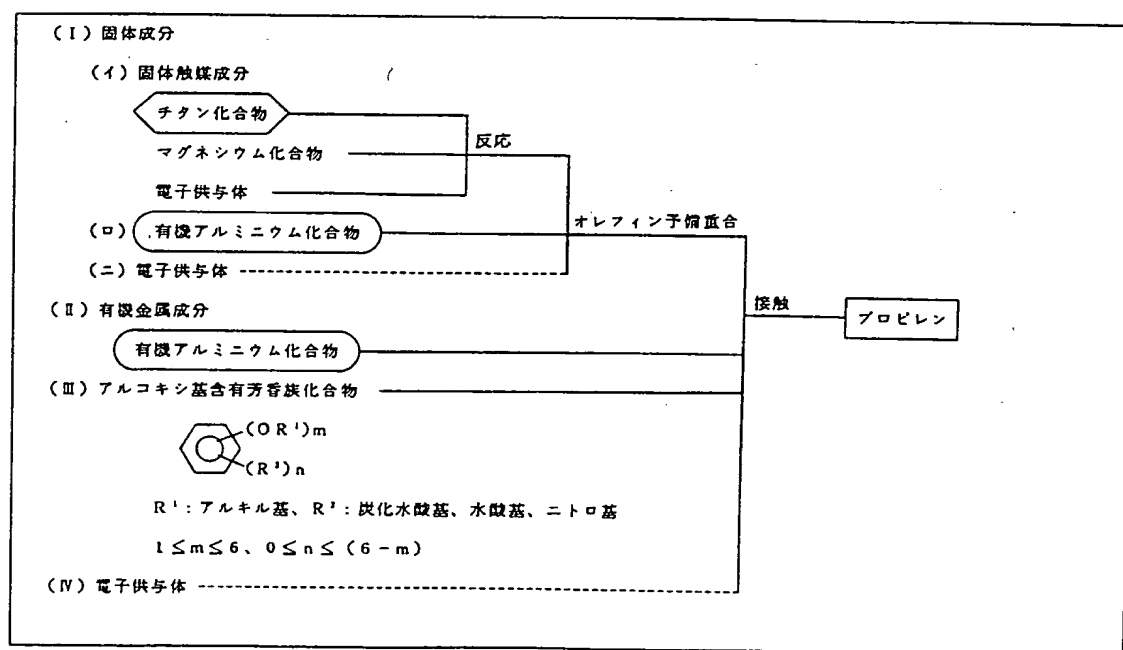 (Ⅰ) 固体成分
(イ) 固体触媒成分
チタン化合物
反応
マグネシウム化合物
電子供与体
オレフィン予備重合
(ロ) 有機アルミニウム化合物
(ニ) 電子供与体
(Ⅱ) 有機金属成分
接触
プロピレン
有機アルミニウム化合物
(Ⅲ) アルコキシ基含有芳香族化合物
(OR¹)m
(R²)n
R¹:アルキル基、R²:炭化水酸基、水酸基、ニトロ基
1≦m≦6、0≦n≦(6-m)
(Ⅳ) 電子供与体